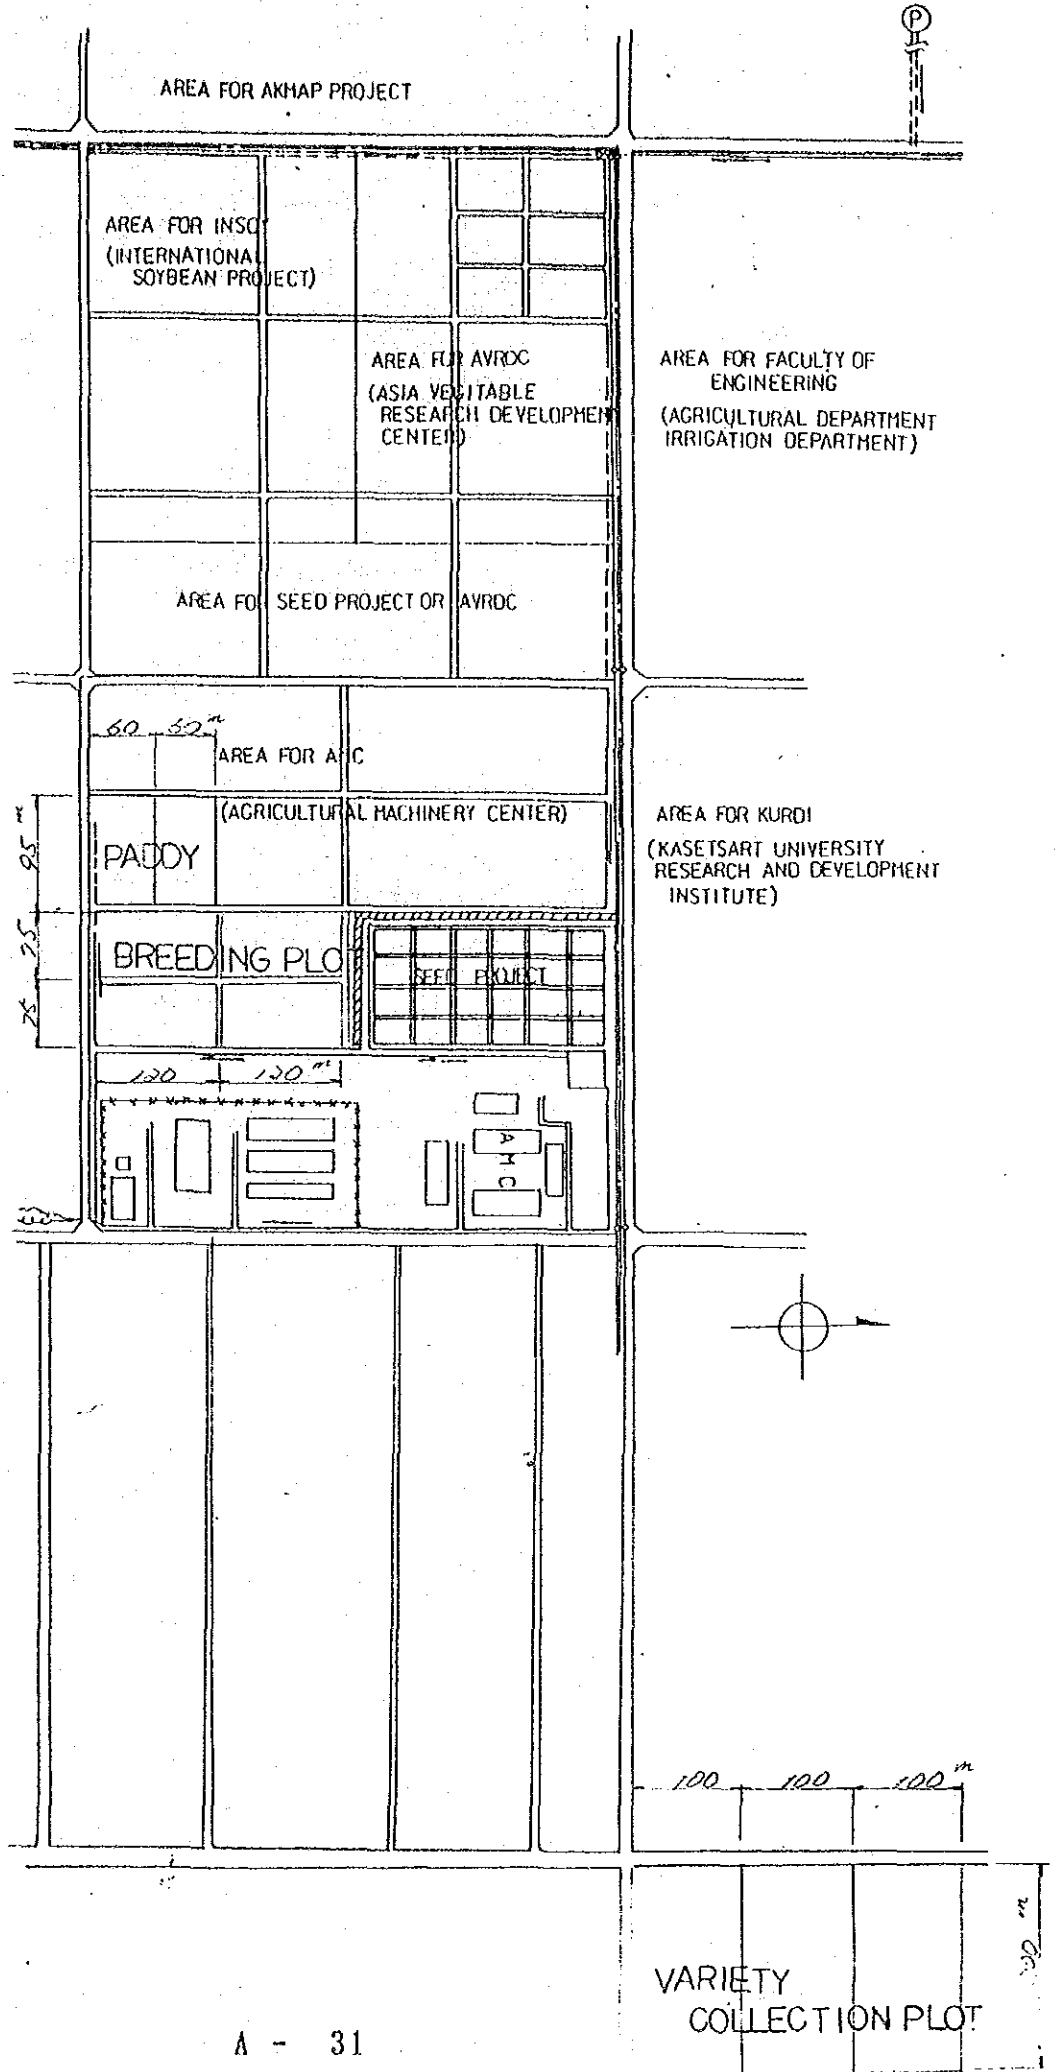 P
AREA FOR AKHAP PROJECT
AREA FOR INSOY
(INTERNATIONAL
SOYBEAN PROJECT)
AREA FOR AVRDC
(ASIA VEGITABLE
RESEARCH DEVELOPMENT
CENTER)
AREA FOR FACULTY OF
ENGINEERING
(AGRICULTURAL DEPARTMENT
IRRIGATION DEPARTMENT)
AREA FOR SEED PROJECT OR AVRDC
60 60 m
AREA FOR AMC
(AGRICULTURAL MACHINERY CENTER)
AREA FOR KURDI
(KASETSART UNIVERSITY
RESEARCH AND DEVELOPMENT
INSTITUTE)
95 m
PADDY
75
BREEDING PLOT
SEED PROJECT
75
120 120 m
AMC
100 100 100 m
m
VARIETY
COLLECTION PLOT
A - 31